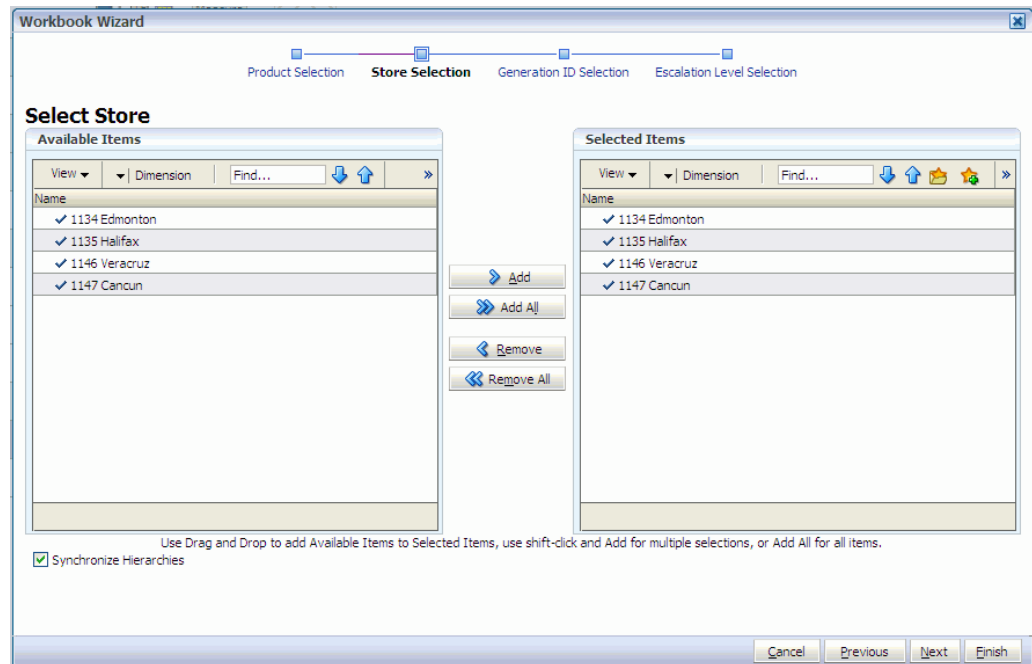 Workbook Wizard
Product Selection Store Selection Generation ID Selection Escalation Level Selection
Select Store
Available Items
View Dimension Find... »
Name
1134 Edmonton
1135 Halifax
1146 Veracruz
1147 Cancun
Add
Add All
Remove
Remove All
Selected Items
View Dimension Find... »
Name
1134 Edmonton
1135 Halifax
1146 Veracruz
1147 Cancun
Use Drag and Drop to add Available Items to Selected Items, use shift-click and Add for multiple selections, or Add All for all items.
Synchronize Hierarchies
Cancel Previous Next Finish